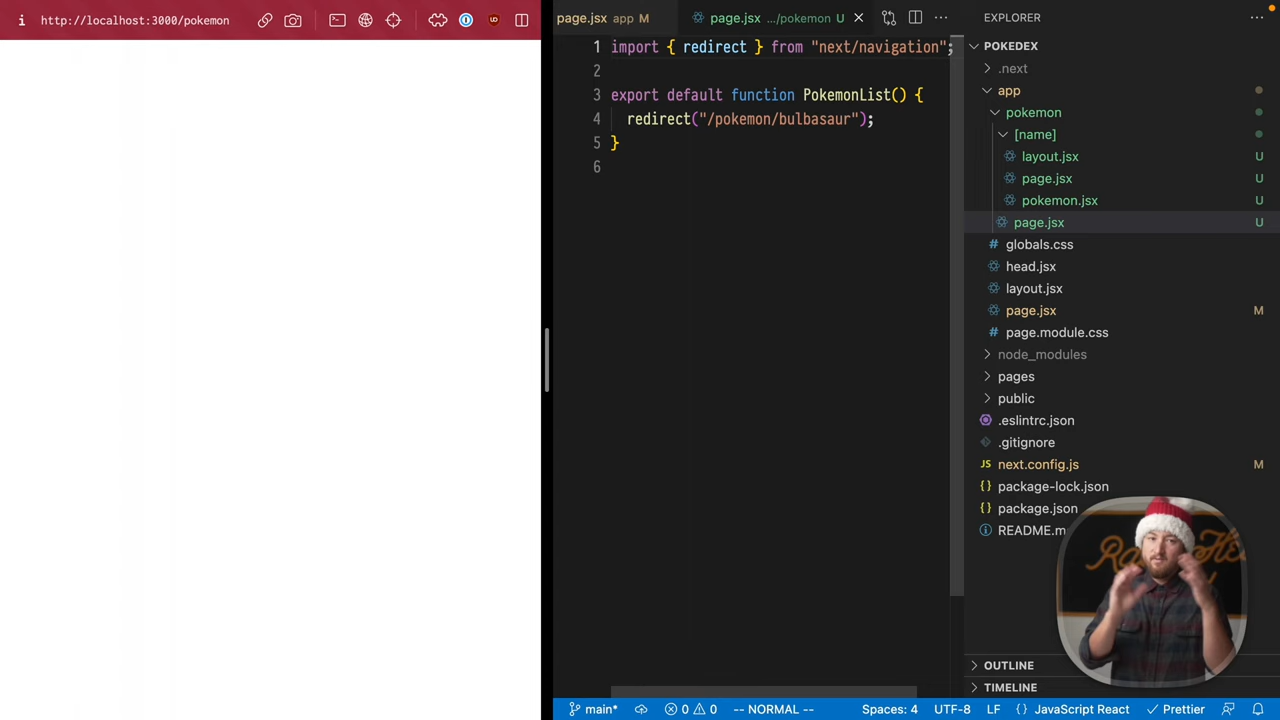 http://localhost:3000/pokemon
page.jsx app M
page.jsx .../pokemon U
1 import { redirect } from "next/navigation";
2
3 export default function PokemonList() {
4 redirect("/pokemon/bulbasaur");
5 }
6
EXPLORER
POKEDEX
.next
app
pokemon
[name]
layout.jsx U
page.jsx U
pokemon.jsx U
page.jsx U
# globals.css
head.jsx
layout.jsx
page.jsx M
# page.module.css
node_modules
pages
public
.eslintrc.json
.gitignore
JS next.config.js M
{ } package-lock.json
{ } package.json
README.m
OUTLINE
TIMELINE
main* 0 0 -- NORMAL -- Spaces: 4 UTF-8 LF { } JavaScript React Prettier